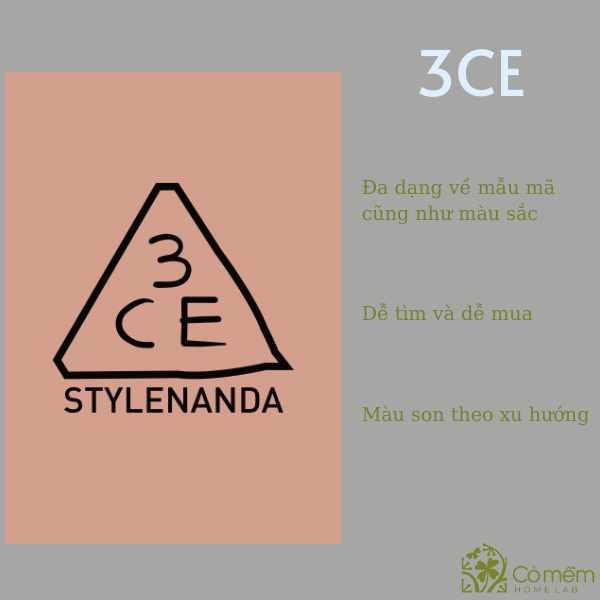 3CE
3
CE
STYLENANDA
Đa dạng về mẫu mã
cũng như màu sắc
Dễ tìm và dễ mua
Màu son theo xu hướng
Cỏ mềm
HOME LAB